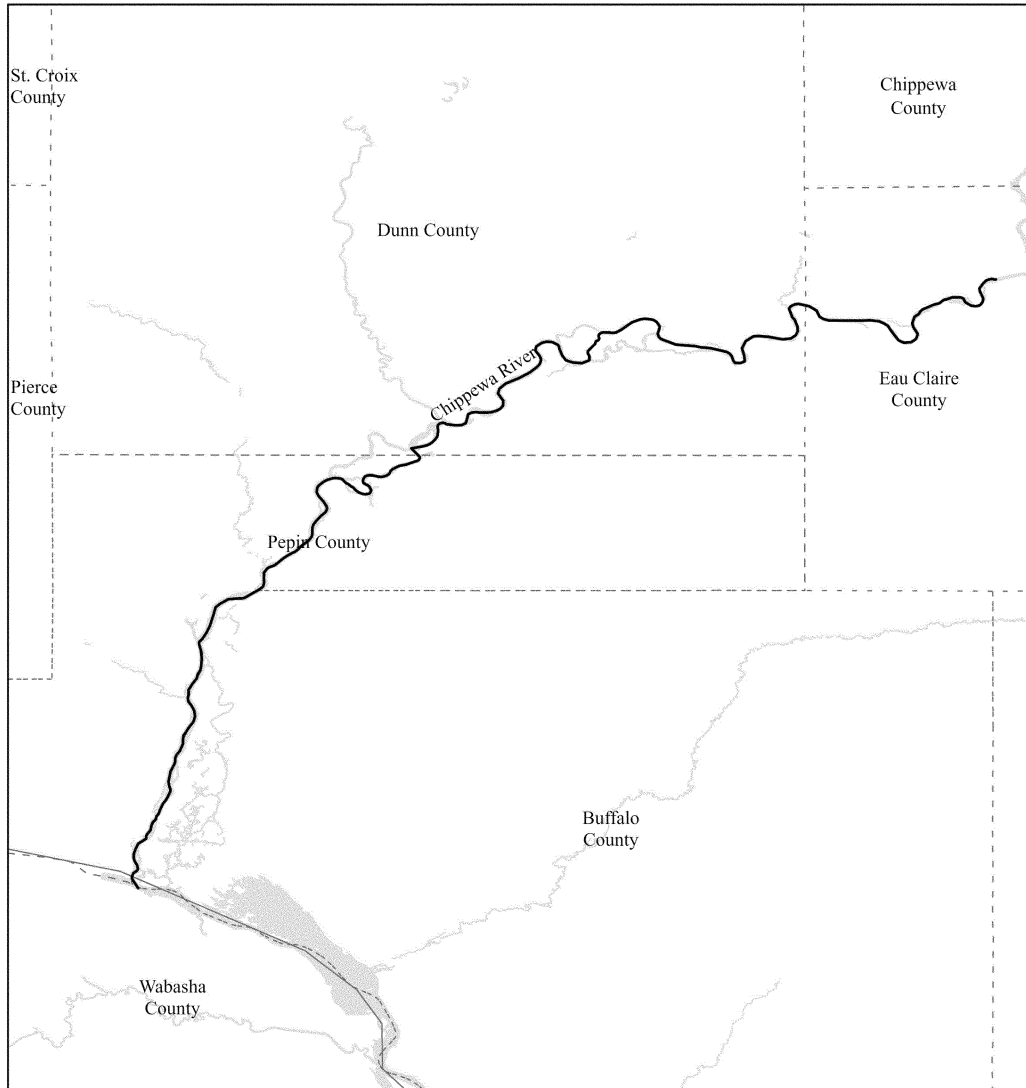 St. Croix
County
Chippewa
County
Dunn County
Chippewa River
Pierce
County
Eau Claire
County
Pepin County
Buffalo
County
Wabasha
County